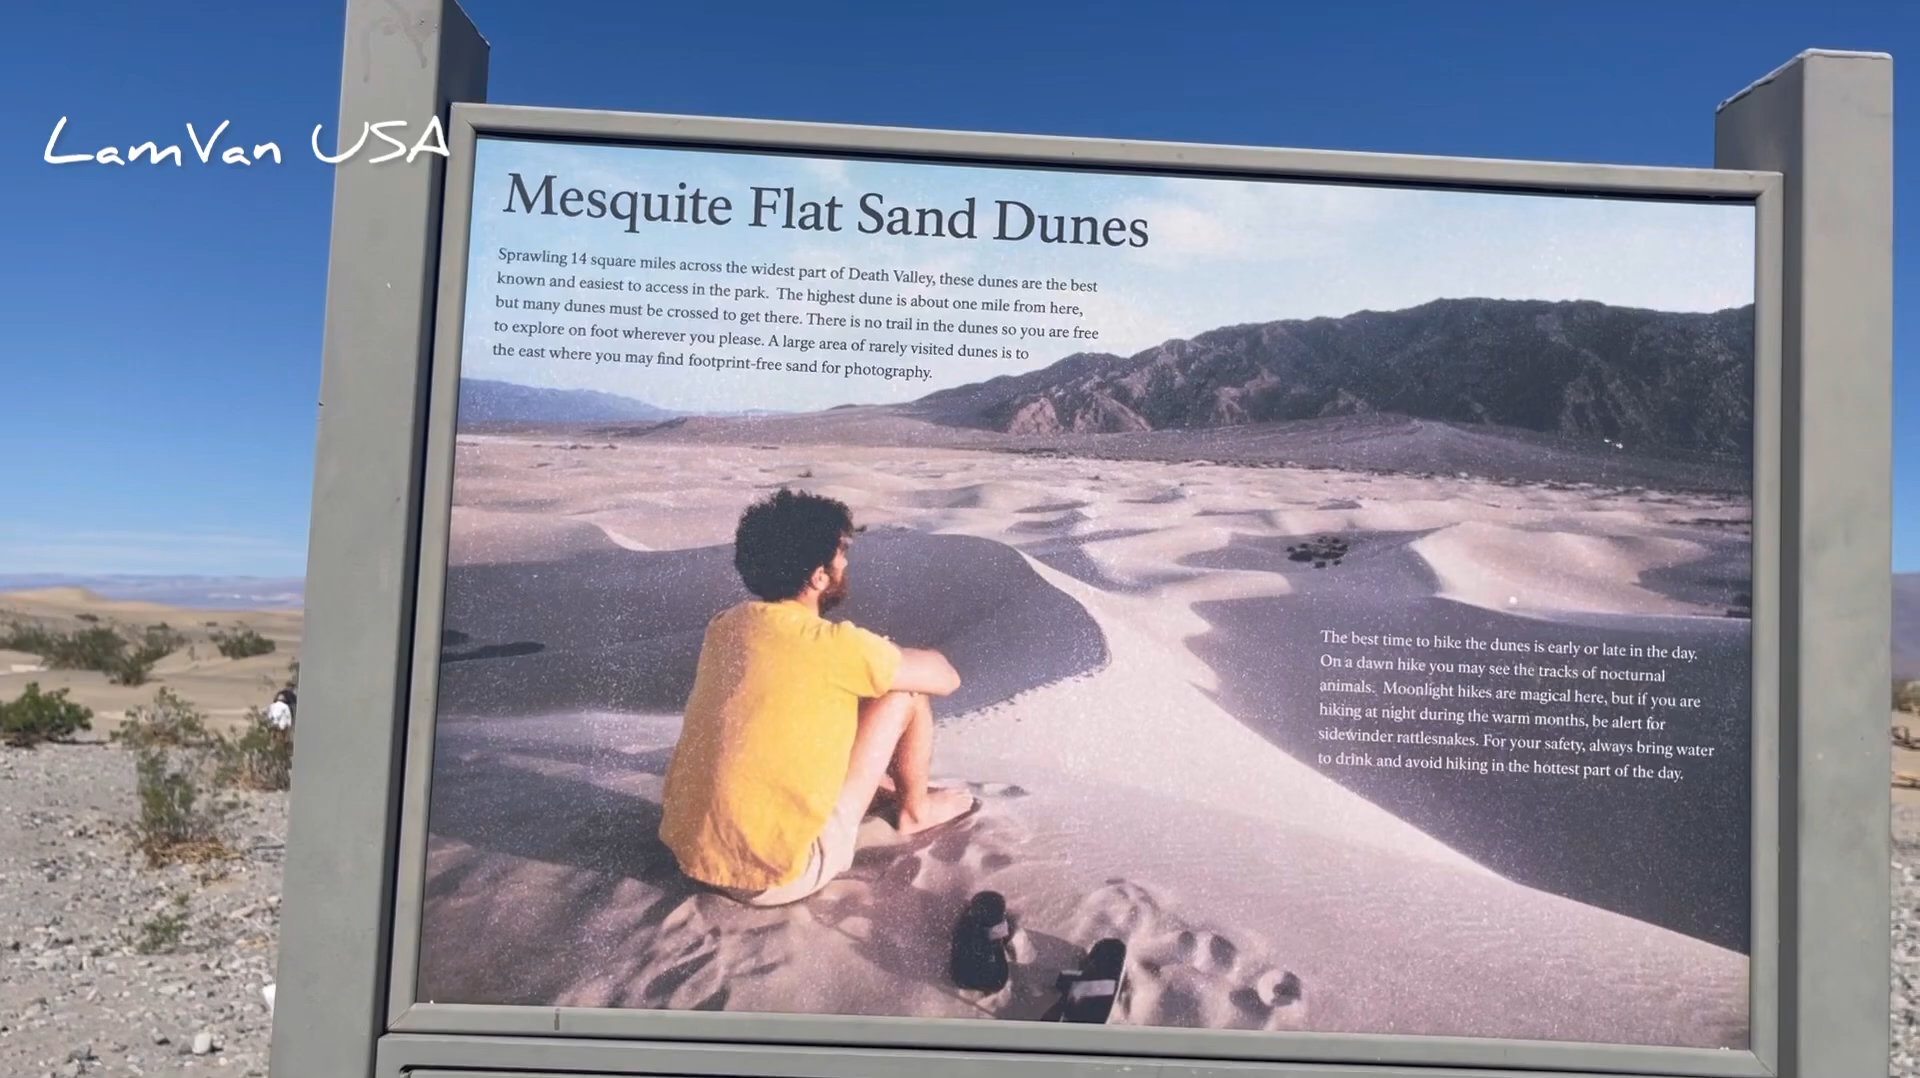 LamVan USA
Mesquite Flat Sand Dunes
Sprawling 14 square miles across the widest part of Death Valley, these dunes are the best
known and easiest to access in the park. The highest dune is about one mile from here,
but many dunes must be crossed to get there. There is no trail in the dunes so you are free
to explore on foot wherever you please. A large area of rarely visited dunes is to
the east where you may find footprint-free sand for photography.
The best time to hike the dunes is early or late in the day.
On a dawn hike you may see the tracks of nocturnal
animals. Moonlight hikes are magical here, but if you are
hiking at night during the warm months, be alert for
sidewinder rattlesnakes. For your safety, always bring water
to drink and avoid hiking in the hottest part of the day.